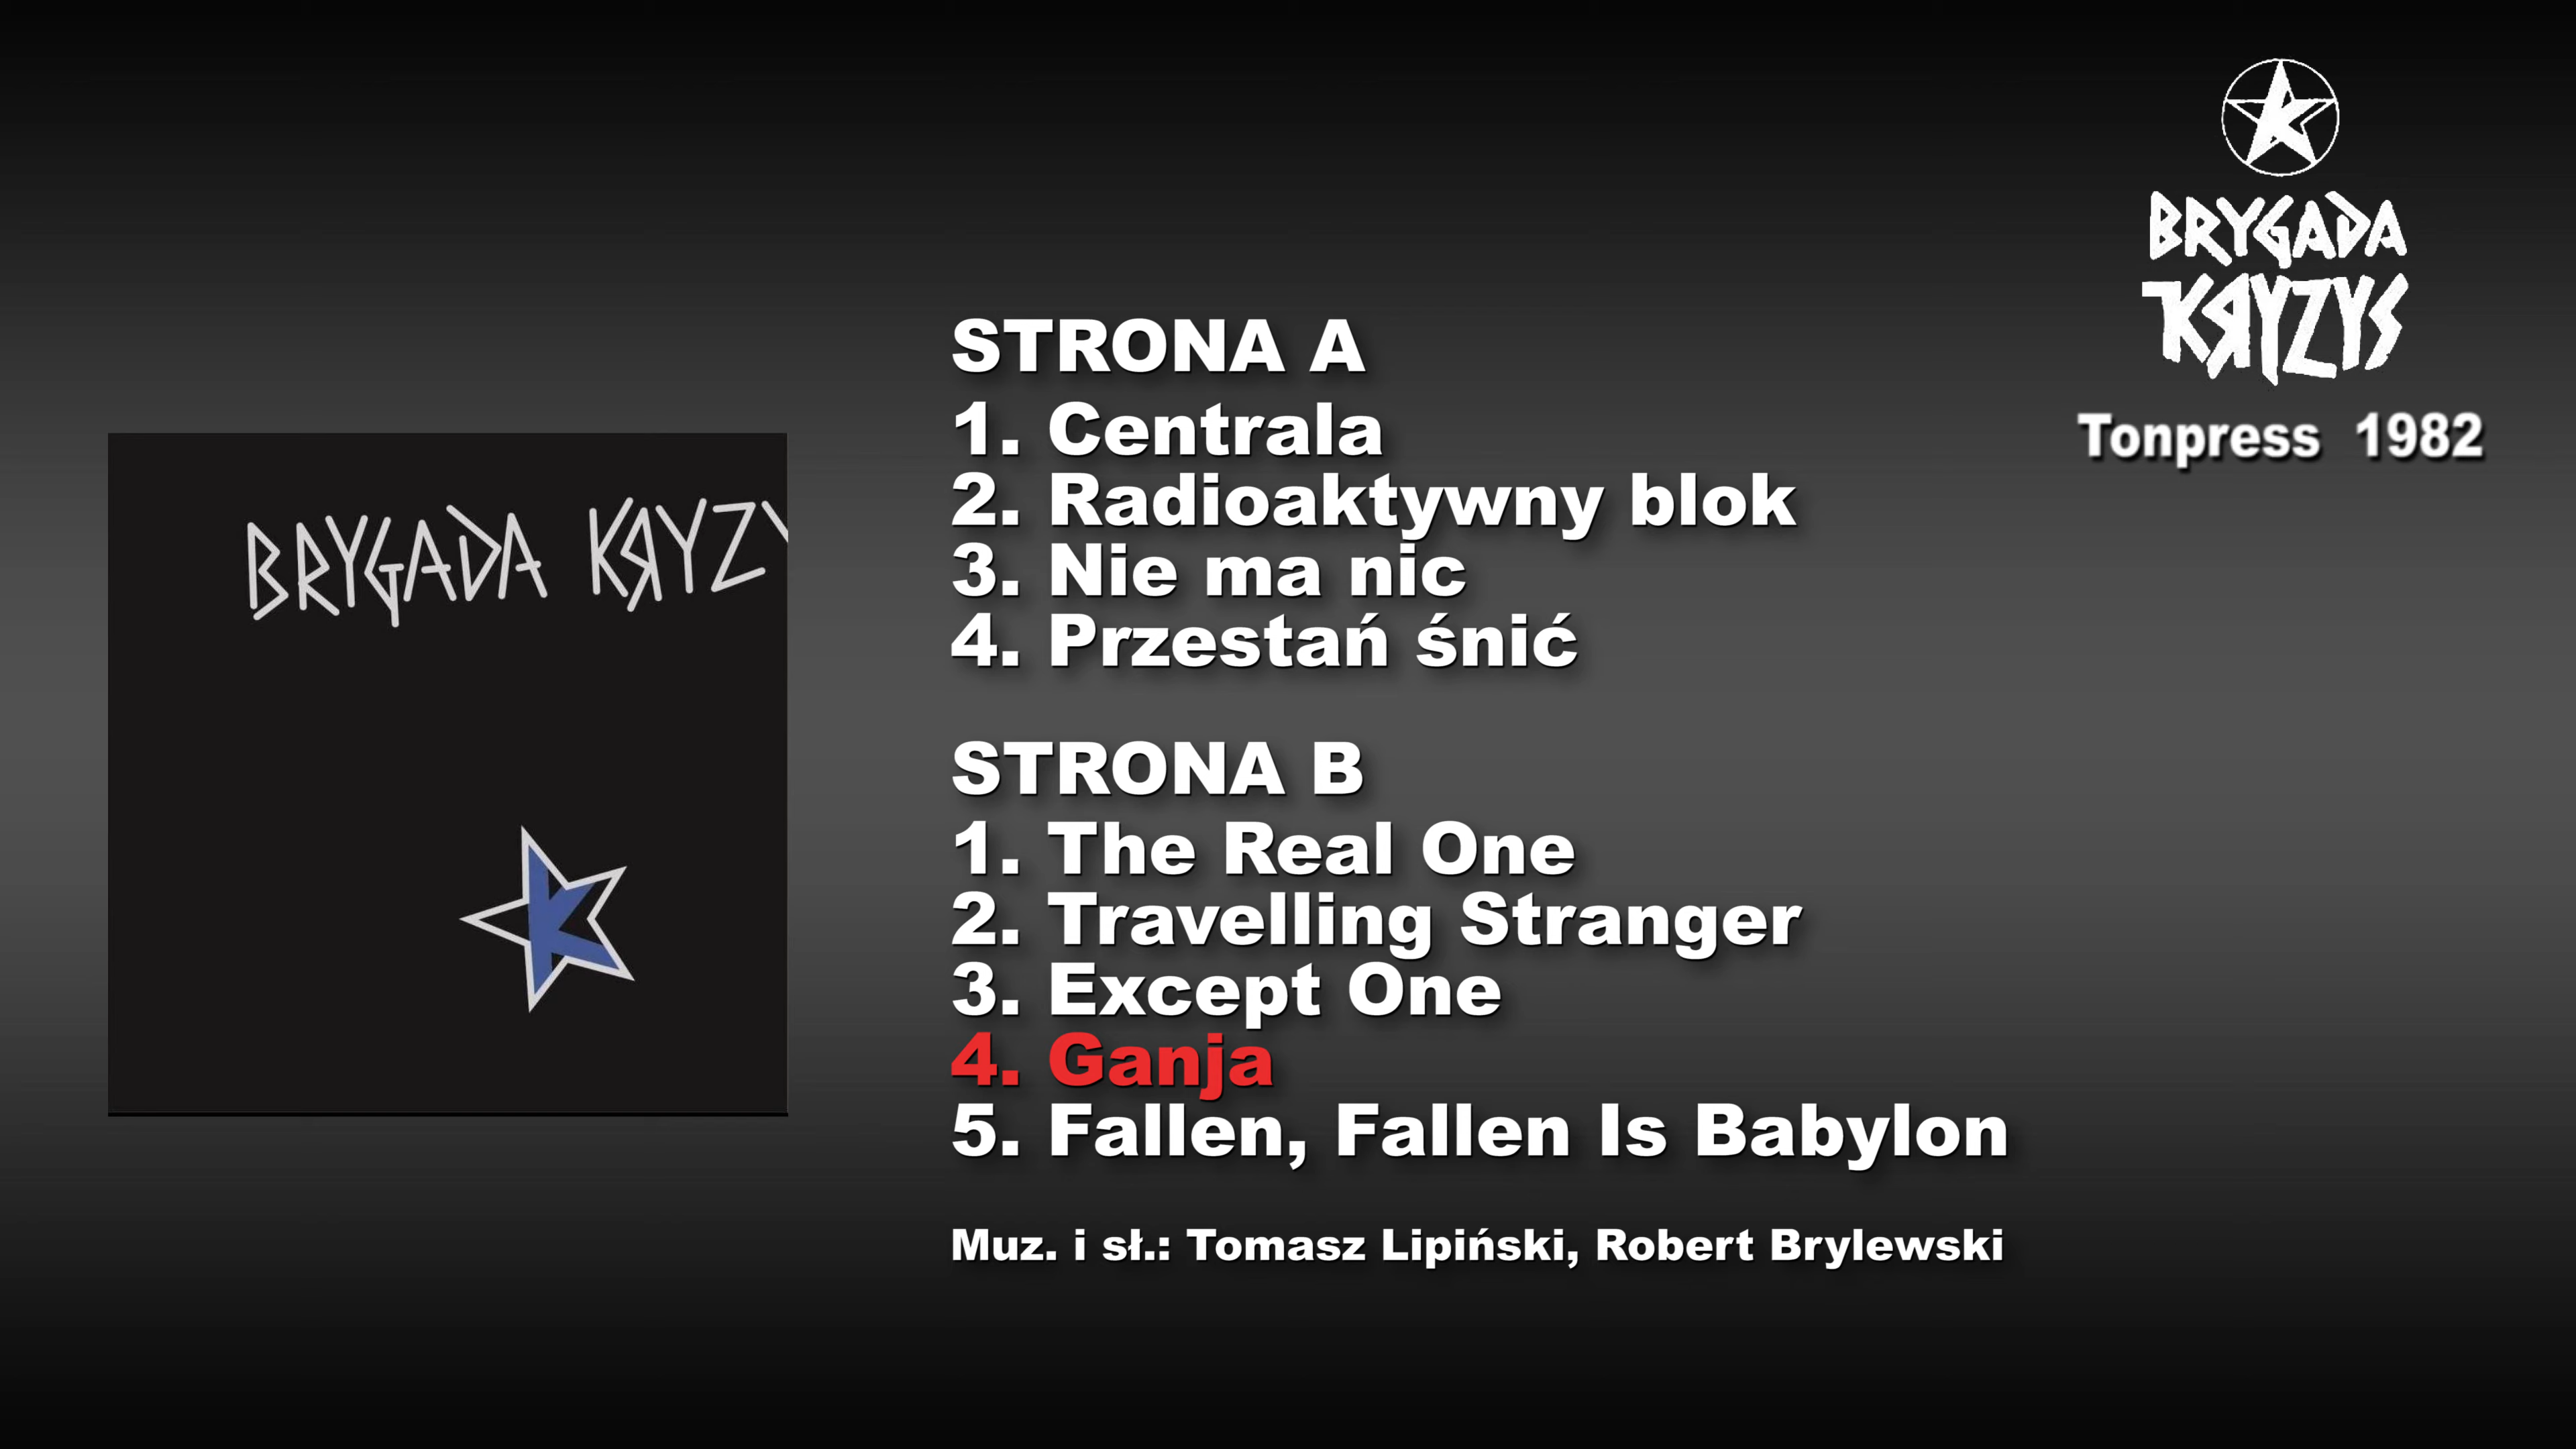 BRYGADA KRYZY
STRONA A
1. Centrala
2. Radioaktywny blok
3. Nie ma nic
4. Przestań śnić
STRONA B
1. The Real One
2. Travelling Stranger
3. Except One
4. Ganja
5. Fallen, Fallen Is Babylon
Muz. i sł.: Tomasz Lipiński, Robert Brylewski
K
BRYGADA
KRYZYS
Tonpress 1982